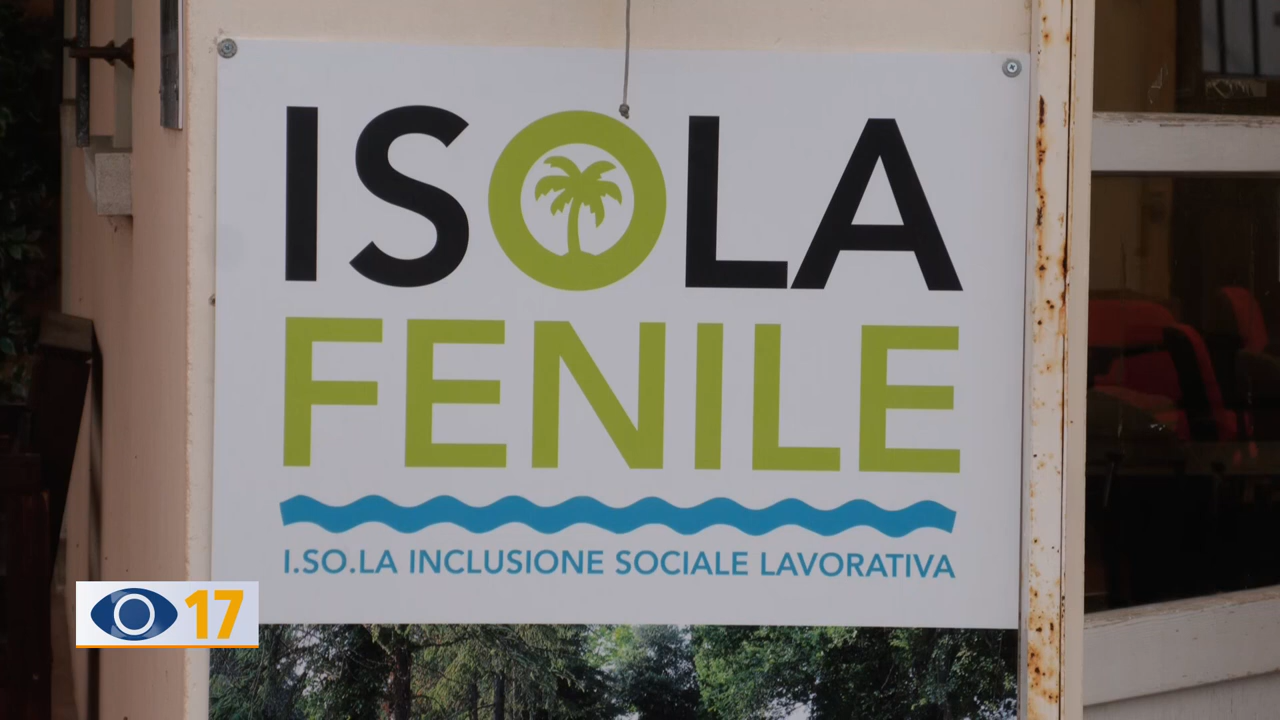 ISOLA
FENILE
I.SO.LA INCLUSIONE SOCIALE LAVORATIVA
17